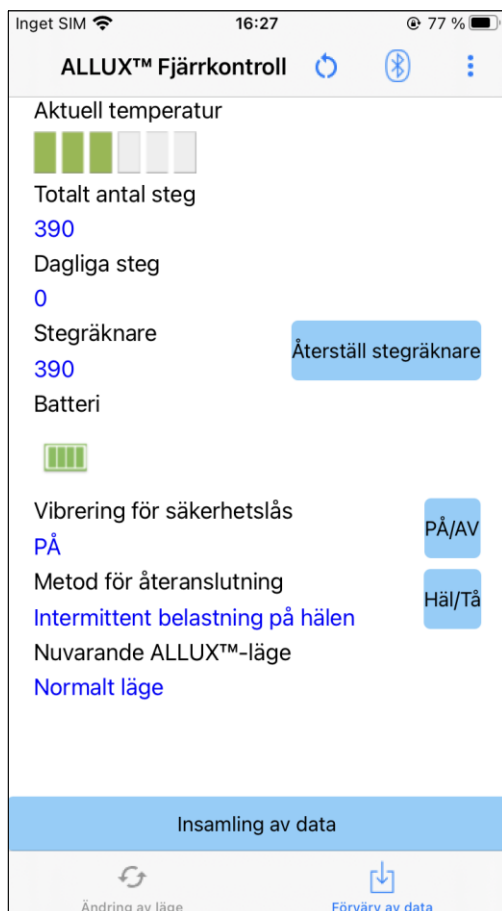 Inget SIM 16:27 77 %
ALLUX™ Fjärrkontroll
Aktuell temperatur
Totalt antal steg
390
Dagliga steg
0
Stegräknare
Återställ stegräknare
390
Batteri
Vibrering för säkerhetslås
PÅ/AV
PÅ
Metod för återanslutning
Häl/Tå
Intermittent belastning på hälen
Nuvarande ALLUX™-läge
Normalt läge
Insamling av data
Ändring av läge Förvärv av data